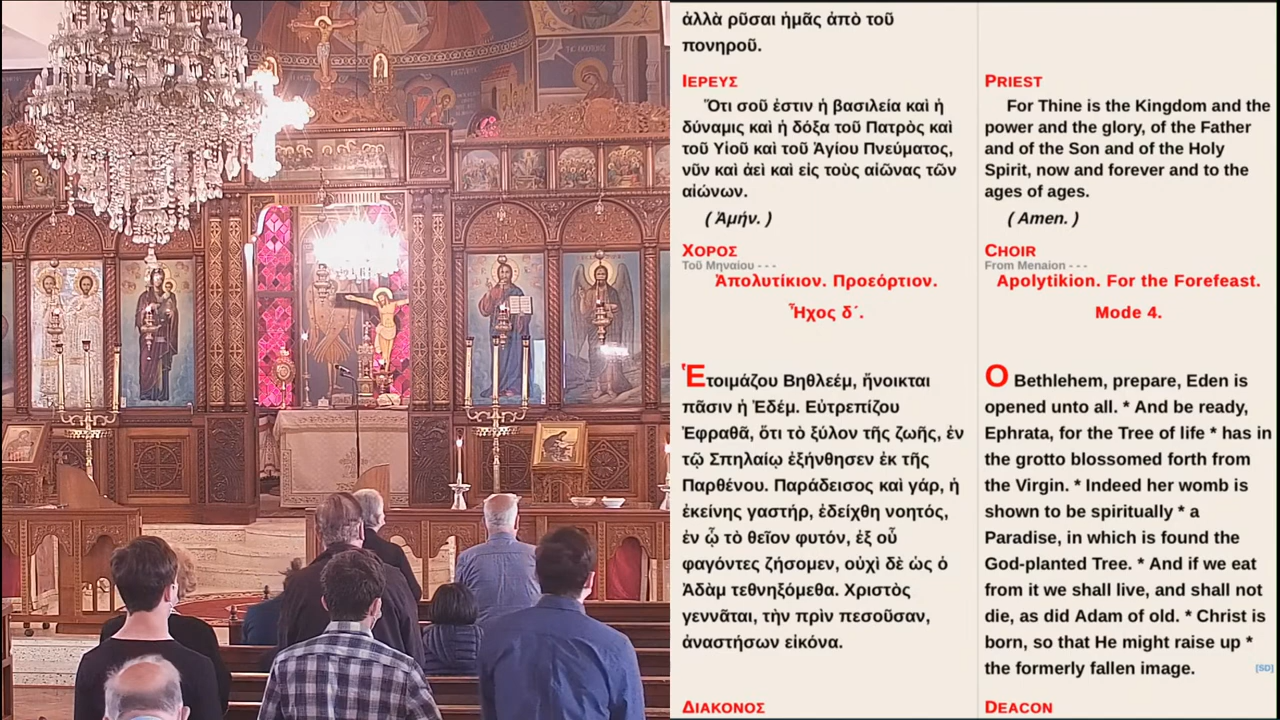 ἀλλὰ ρῦσαι ἡμᾶς ἀπὸ τοῦ
πονηροῦ.
ΙΕΡΕΥΣ
Ὅτι σοῦ ἐστιν ἡ βασιλεία καὶ ἡ
δύναμις καὶ ἡ δόξα τοῦ Πατρὸς καὶ
τοῦ Υἱοῦ καὶ τοῦ Ἁγίου Πνεύματος,
νῦν καὶ ἀεὶ καὶ εἰς τοὺς αἰῶνας τῶν
αἰώνων.
( Ἀμήν. )
ΧΟΡΟΣ
Τοῦ Μηναίου - - -
Ἀπολυτίκιον. Προεόρτιον.
Ἦχος δ΄.
Ἑτοιμάζου Βηθλεέμ, ἤνοικται
πᾶσιν ἡ Ἐδέμ. Εὐτρεπίζου
Ἐφραθᾶ, ὅτι τὸ ξύλον τῆς ζωῆς, ἐν
τῷ Σπηλαίῳ ἐξήνθησεν ἐκ τῆς
Παρθένου. Παράδεισος καὶ γάρ, ἡ
ἐκείνης γαστήρ, ἐδείχθη νοητός,
ἐν ᾧ τὸ θεῖον φυτόν, ἐξ οὗ
φαγόντες ζήσομεν, οὐχὶ δὲ ὡς ὁ
Ἀδὰμ τεθνηξόμεθα. Χριστὸς
γεννᾶται, τὴν πρὶν πεσοῦσαν,
ἀναστήσων εἰκόνα.
ΔΙΑΚΟΝΟΣ
PRIEST
For Thine is the Kingdom and the
power and the glory, of the Father
and of the Son and of the Holy
Spirit, now and forever and to the
ages of ages.
( Amen. )
CHOIR
From Menaion - - -
Apolytikion. For the Forefeast.
Mode 4.
O Bethlehem, prepare, Eden is
opened unto all. * And be ready,
Ephrata, for the Tree of life * has in
the grotto blossomed forth from
the Virgin. * Indeed her womb is
shown to be spiritually * a
Paradise, in which is found the
God-planted Tree. * And if we eat
from it we shall live, and shall not
die, as did Adam of old. * Christ is
born, so that He might raise up *
the formerly fallen image.
[SD]
DEACON